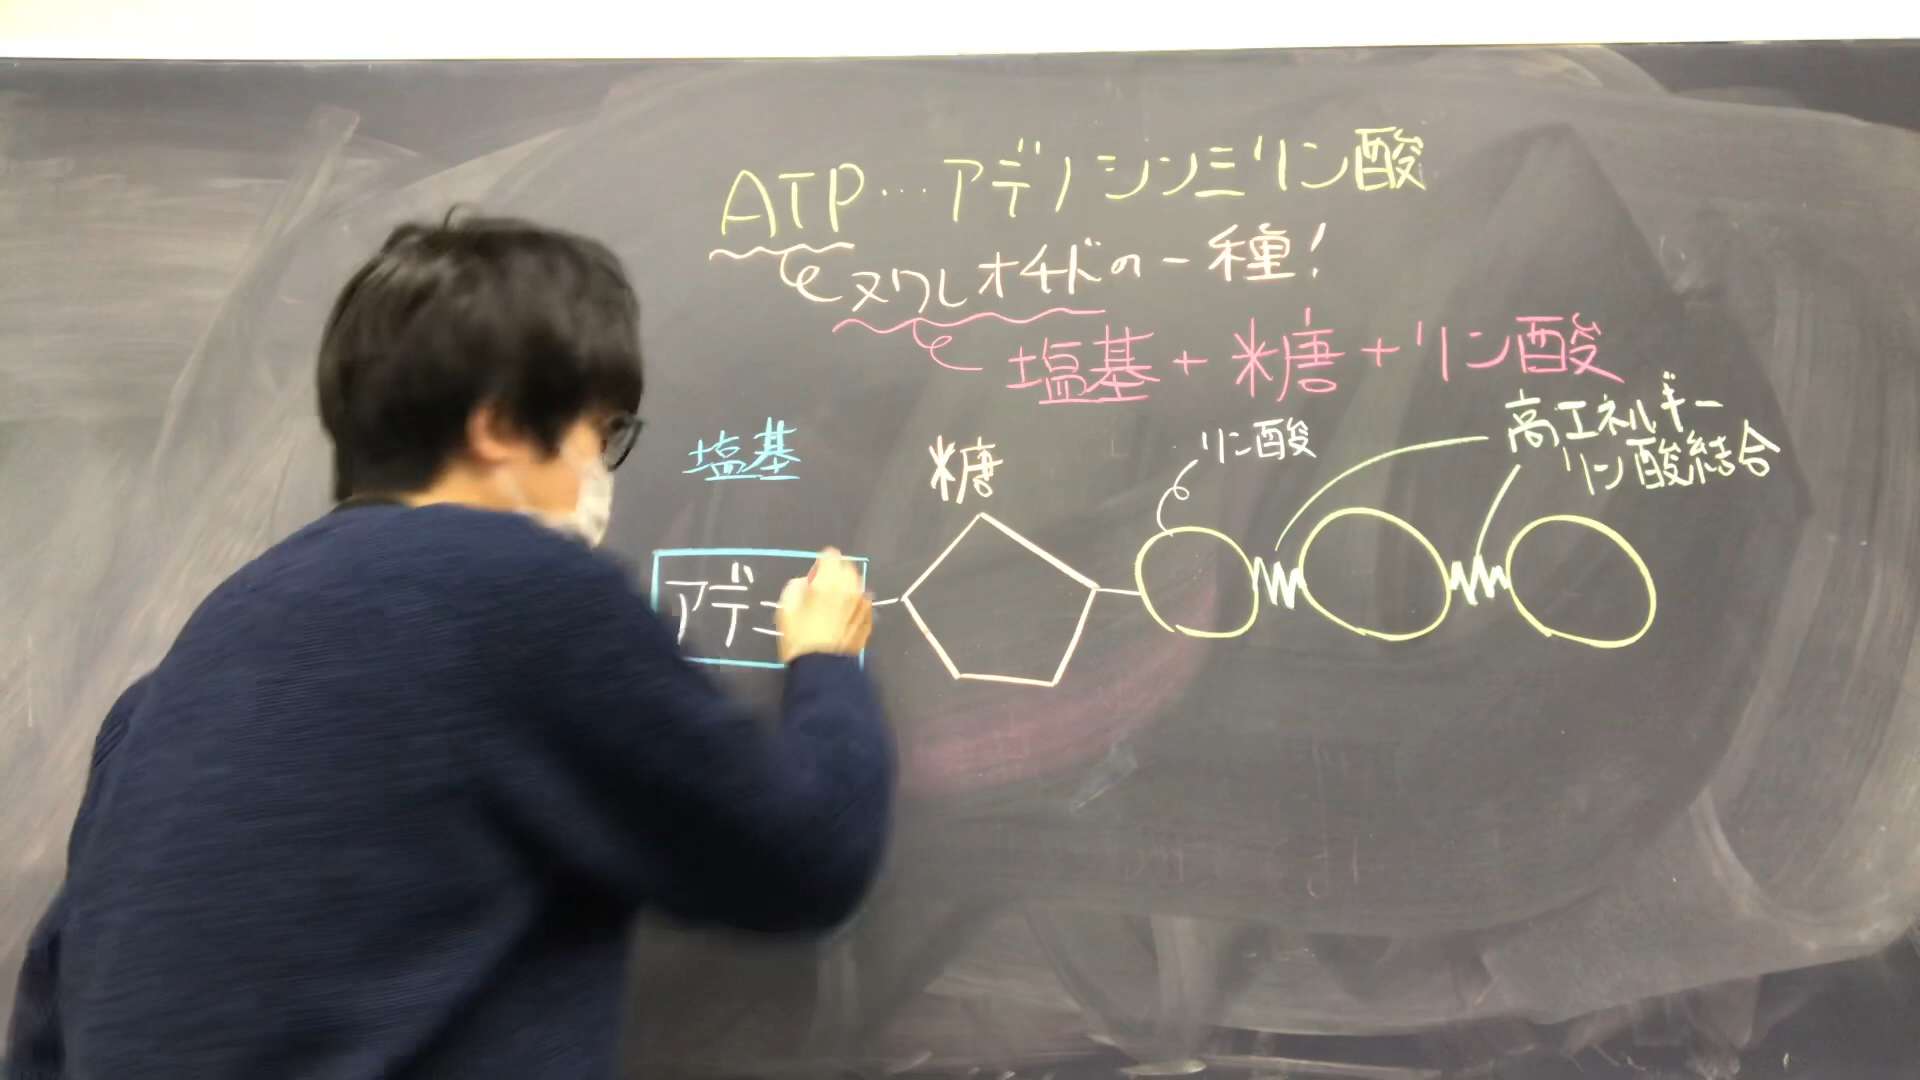 ATP…アデノシン三リン酸
ヌクレオチドの一種!
塩基+糖+リン酸
塩基
糖
リン酸
高エネルギー
リン酸結合
アデニ